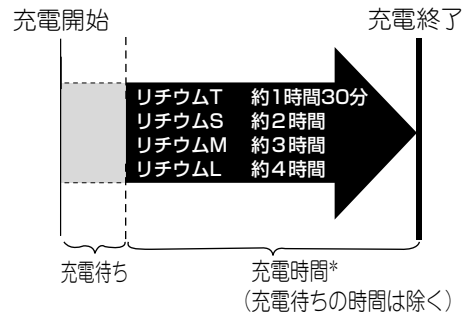 充電開始
充電終了
リチウムT 約1時間30分
リチウムS 約2時間
リチウムM 約3時間
リチウムL 約4時間
充電待ち
充電時間*
（充電待ちの時間は除く）